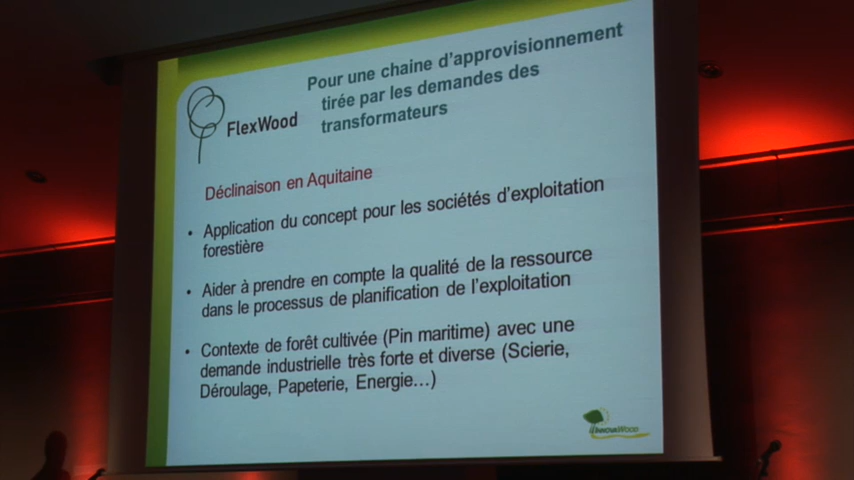 Pour une chaine d'approvisionnement
tirée par les demandes des
transformateurs
FlexWood
Déclinaison en Aquitaine
• Application du concept pour les sociétés d'exploitation
forestière
• Aider à prendre en compte la qualité de la ressource
dans le processus de planification de l'exploitation
• Contexte de forêt cultivée (Pin maritime) avec une
demande industrielle très forte et diverse (Scierie,
Déroulage, Papeterie, Energie…)
InnovaWood